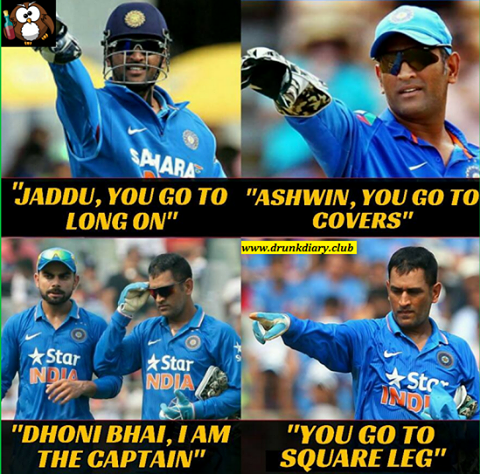 SAHARA
"JADDU, YOU GO TO
LONG ON"
"ASHWIN, YOU GO TO
COVERS"
www.drunkdiary.club
Star
INDIA
Star
INDIA
Star
INDI
"DHONI BHAI, I AM
THE CAPTAIN"
"YOU GO TO
SQUARE LEG"